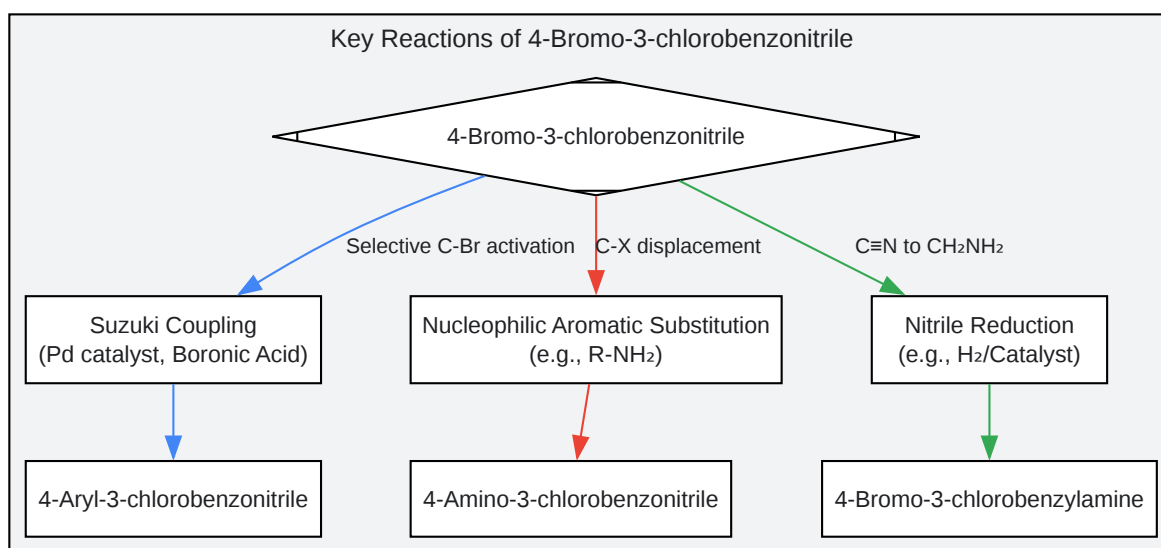 Key Reactions of 4-Bromo-3-chlorobenzonitrile
4-Bromo-3-chlorobenzonitrile
Selective C-Br activation
C-X displacement
C≡N to CH₂NH₂
Suzuki Coupling
(Pd catalyst, Boronic Acid)
Nucleophilic Aromatic Substitution
(e.g., R-NH₂)
Nitrile Reduction
(e.g., H₂/Catalyst)
4-Aryl-3-chlorobenzonitrile
4-Amino-3-chlorobenzonitrile
4-Bromo-3-chlorobenzylamine